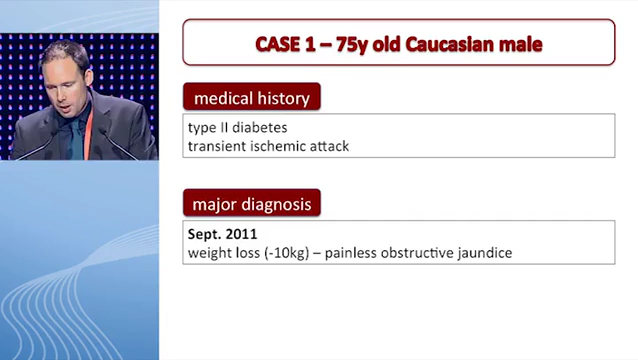 CASE 1 – 75y old Caucasian male
medical history
type II diabetes
transient ischemic attack
major diagnosis
Sept. 2011
weight loss (-10kg) – painless obstructive jaundice